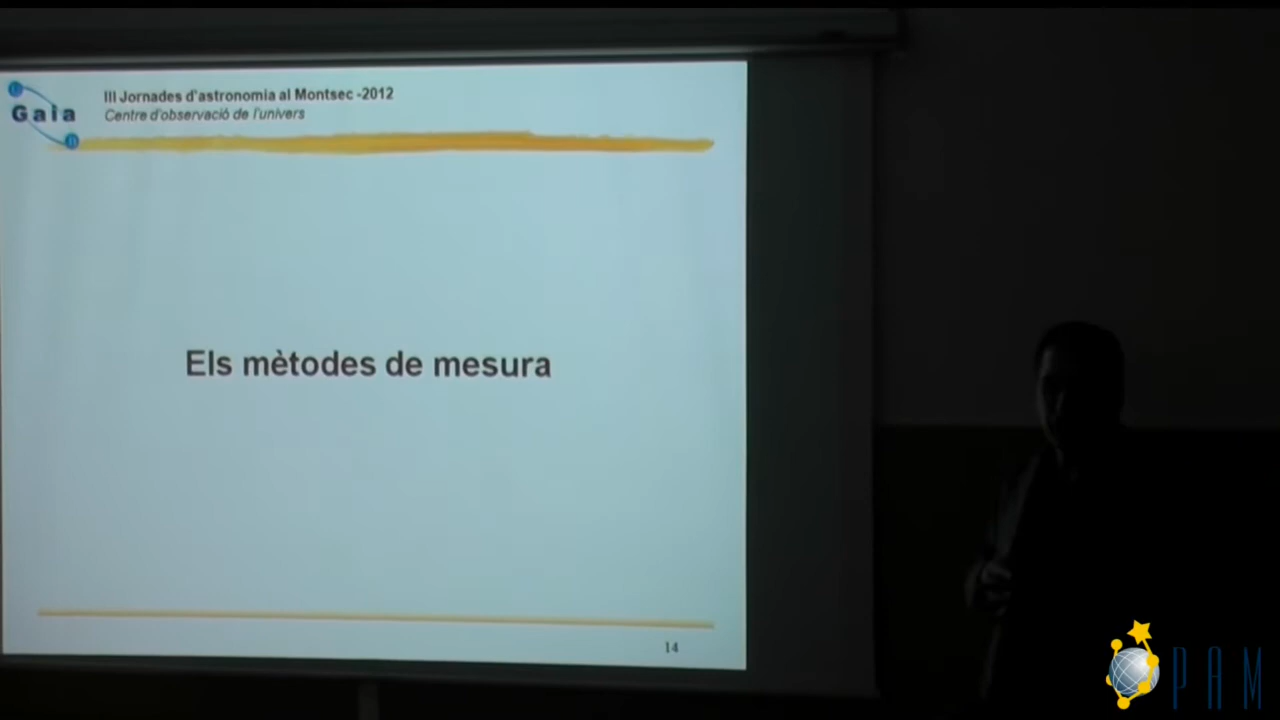 Gaia
III Jornades d'astronomia al Montsec -2012
Centre d'observació de l'univers
Els mètodes de mesura
14
PAM